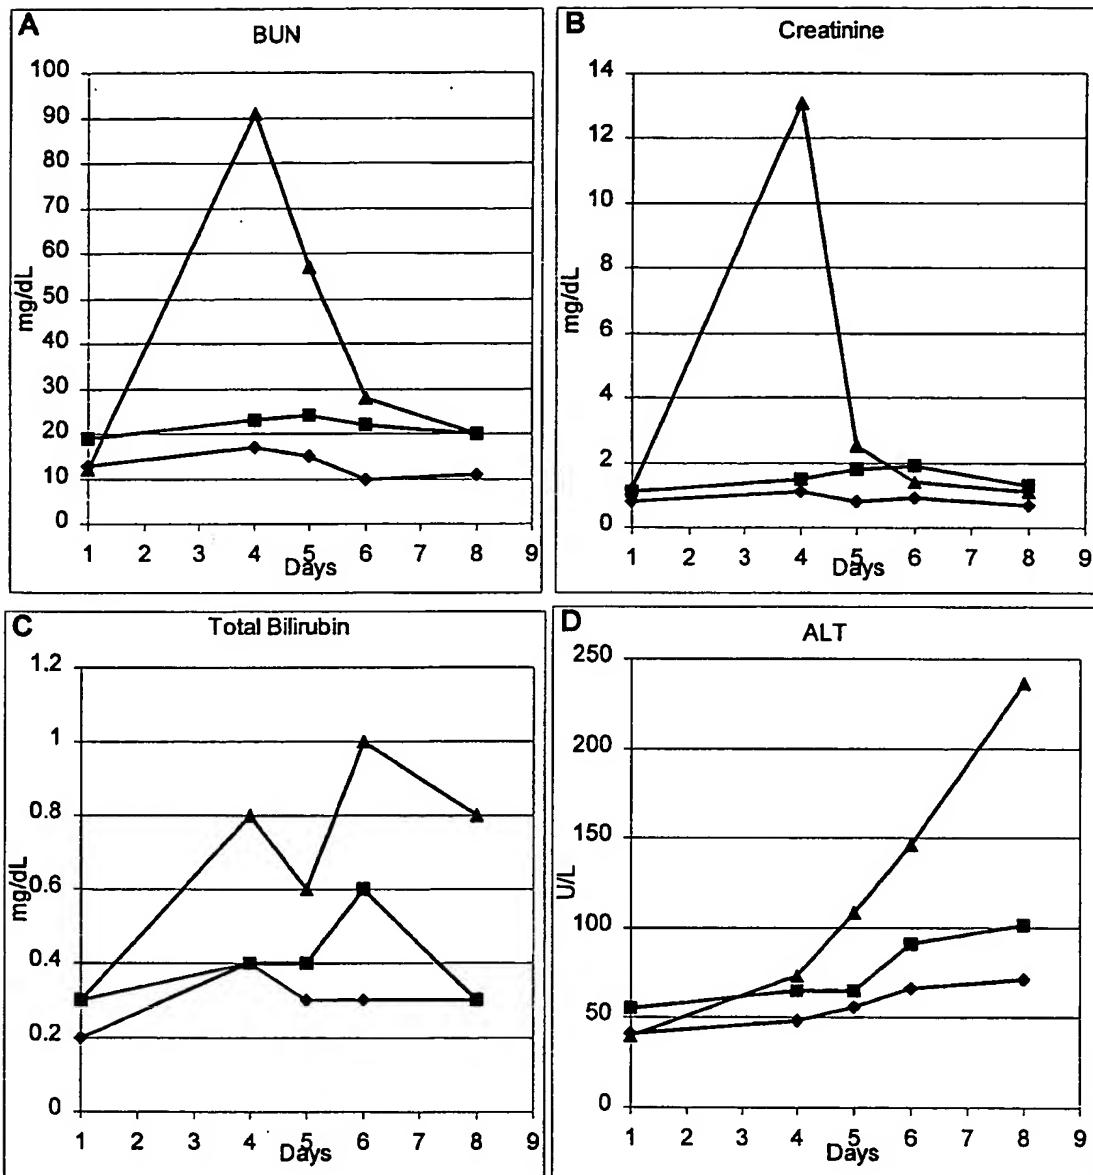 A
BUN
100
90
80
70
60
50
40
30
20
10
0
mg/dL
1 2 3 4 5 6 7 8 9
Days
B
Creatinine
14
12
10
8
6
4
2
0
mg/dL
1 2 3 4 5 6 7 8 9
Days
C
Total Bilirubin
1.2
1
0.8
0.6
0.4
0.2
0
mg/dL
1 2 3 4 5 6 7 8 9
Days
D
ALT
250
200
150
100
50
0
U/L
1 2 3 4 5 6 7 8 9
Days